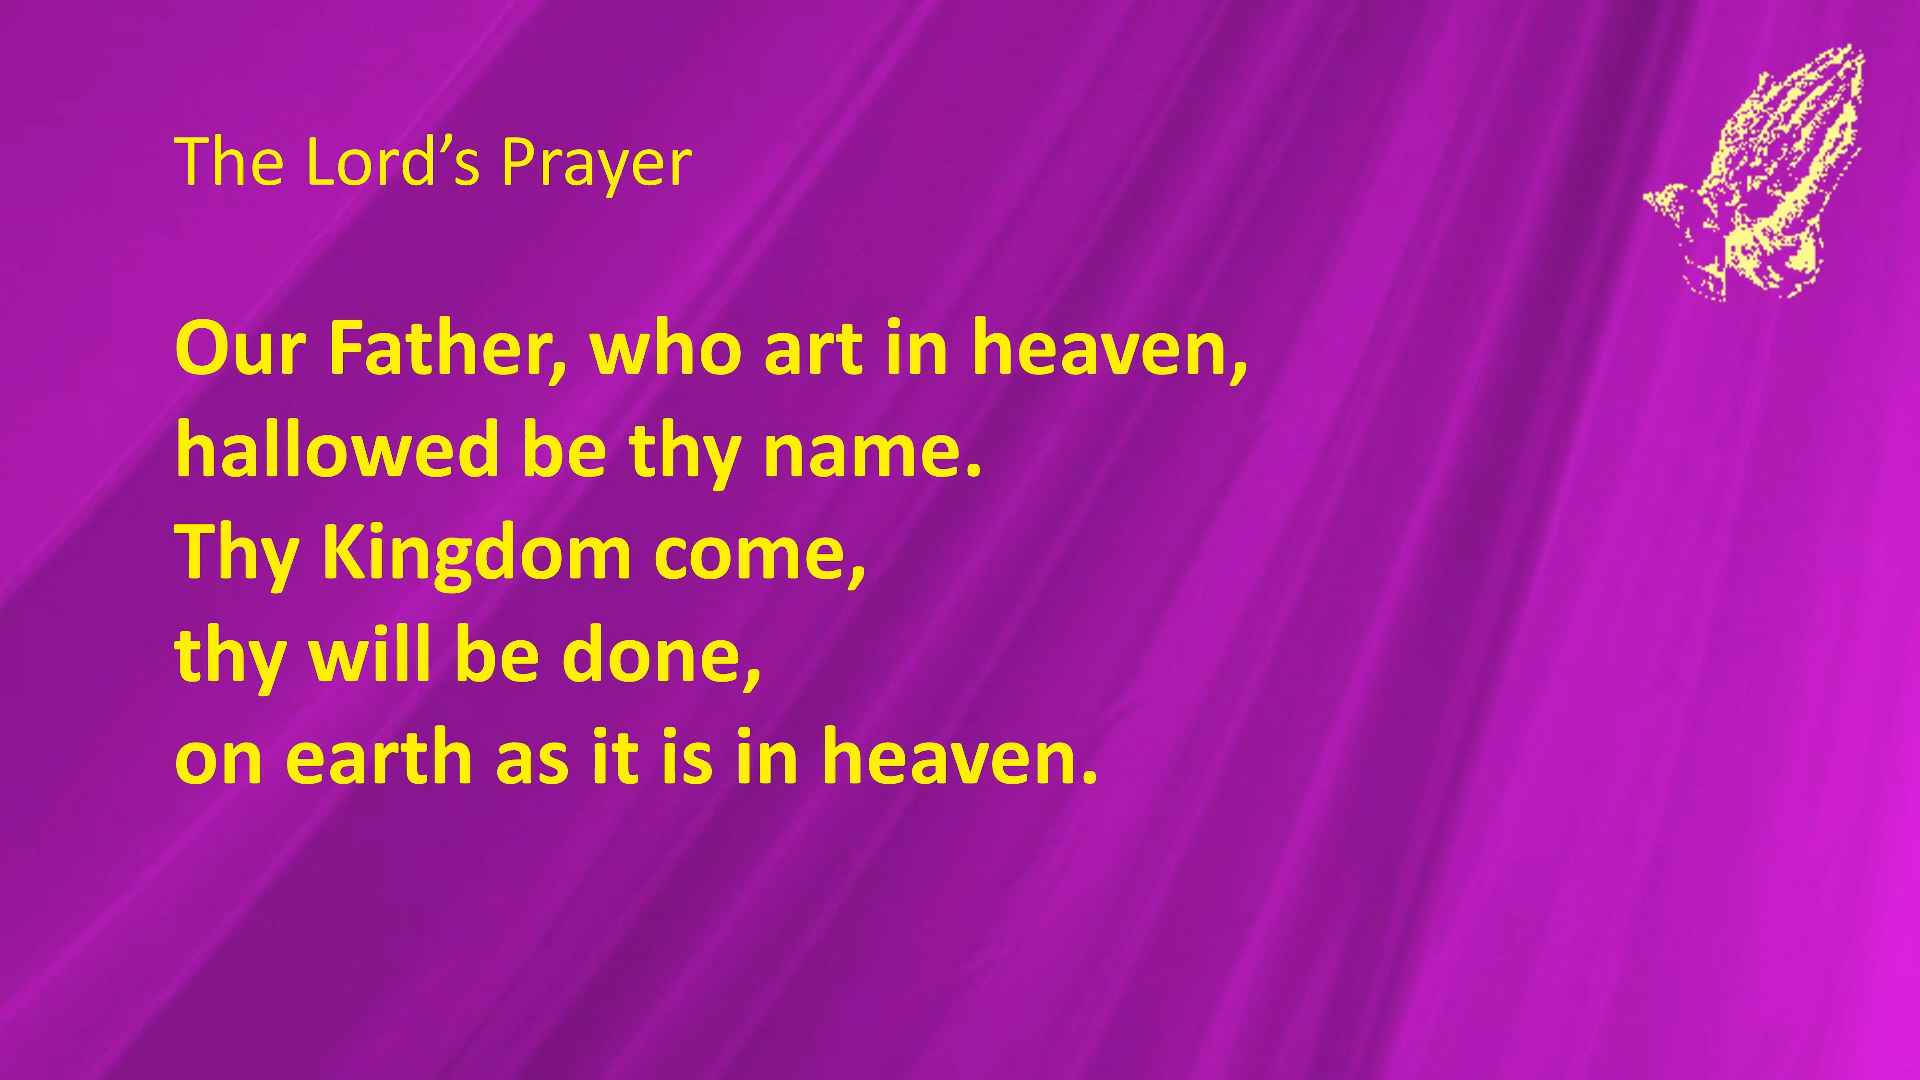 The Lord’s Prayer
Our Father, who art in heaven,
hallowed be thy name.
Thy Kingdom come,
thy will be done,
on earth as it is in heaven.